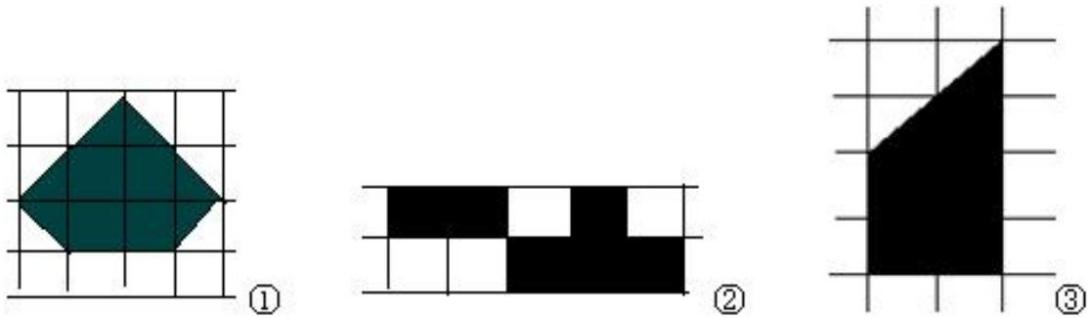 ① ② ③